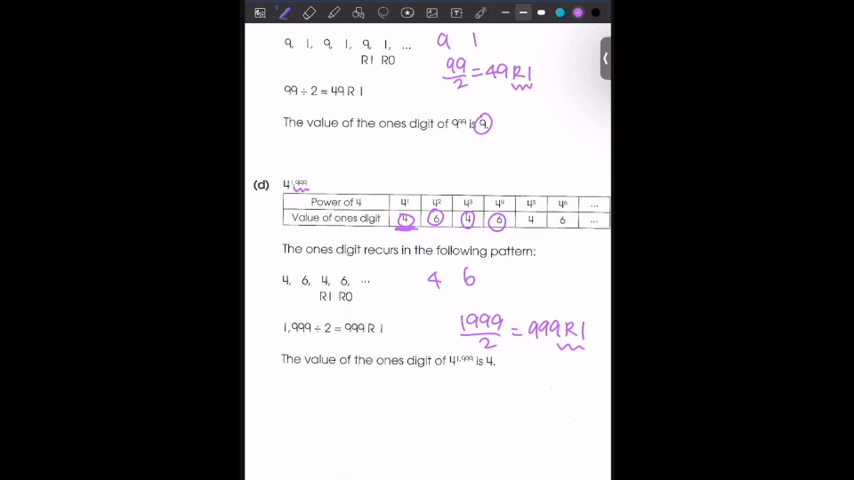 9, 1, 9, 1, 9, 1, ... 9 1
R1 R0
99/2 = 49 R1
99 ÷ 2 = 49 R 1
The value of the ones digit of 9⁹⁹ is 9.
(d) 4¹,⁹⁹⁹
Power of 4 4¹ 4² 4³ 4⁴ 4⁵ 4⁶ ...
Value of ones digit 4 6 4 6 4 6 ...
The ones digit recurs in the following pattern:
4, 6, 4, 6, ... 4 6
R1 R0
1,999 ÷ 2 = 999 R 1 1999/2 = 999 R1
The value of the ones digit of 4¹,⁹⁹⁹ is 4.